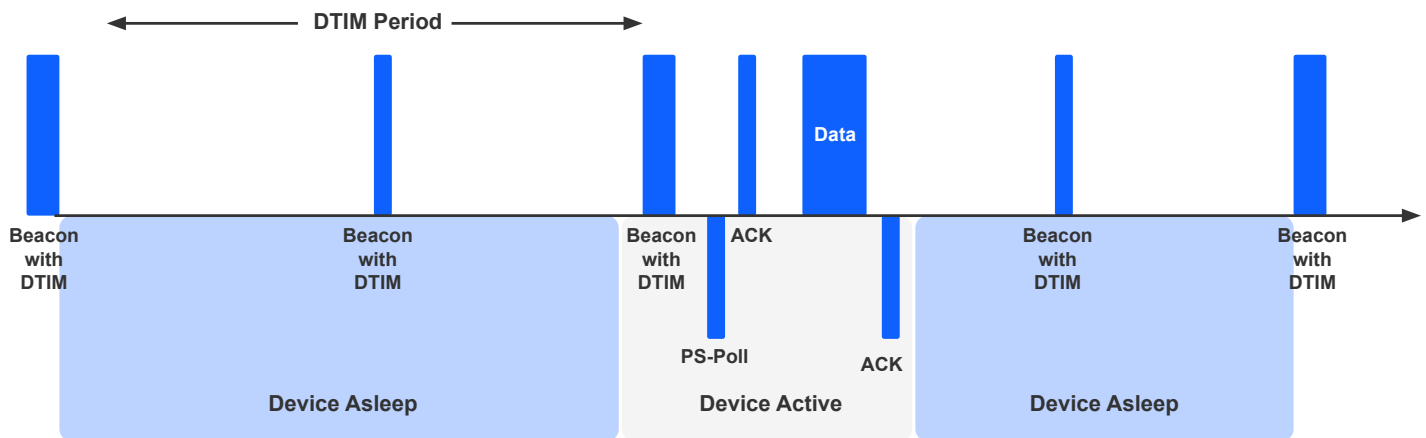 DTIM Period
Data
Beacon
with
DTIM
Beacon
with
DTIM
Beacon
with
DTIM
ACK
Beacon
with
DTIM
Beacon
with
DTIM
PS-Poll
ACK
Device Asleep
Device Active
Device Asleep